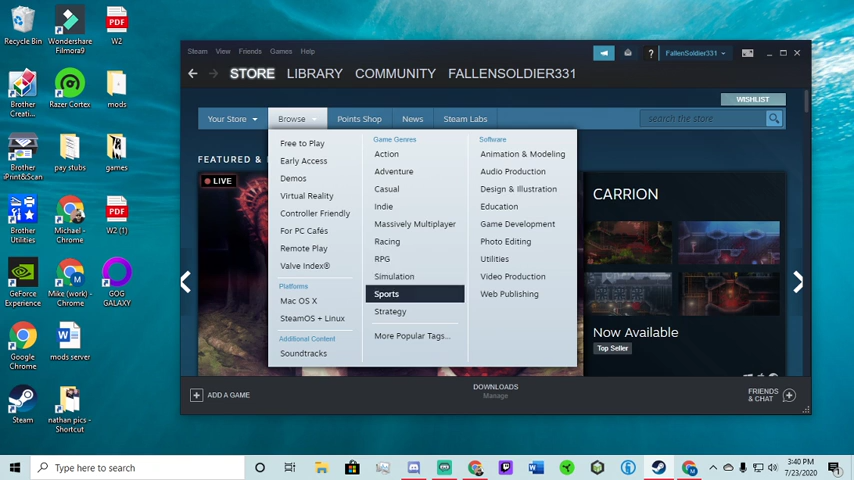 Recycle Bin
Wondershare
Filmora9
W2
Brother
Creati...
Razer Cortex
mods
Brother
iPrint&Scan
pay stubs
games
Brother
Utilities
Michael -
Chrome
W2 (1)
GeForce
Experience
Mike (work) -
Chrome
GOG
GALAXY
Google
Chrome
mods server
Steam
nathan pics -
Shortcut
Steam View Friends Games Help
FallenSoldier331
STORE LIBRARY COMMUNITY FALLENSOLDIER331
WISHLIST
Your Store Browse Points Shop News Steam Labs
search the store
FEATURED &
LIVE
Free to Play
Early Access
Demos
Virtual Reality
Controller Friendly
For PC Cafés
Remote Play
Valve Index®
Platforms
Mac OS X
SteamOS + Linux
Additional Content
Soundtracks
Game Genres
Action
Adventure
Casual
Indie
Massively Multiplayer
Racing
RPG
Simulation
Sports
Strategy
More Popular Tags...
Software
Animation & Modeling
Audio Production
Design & Illustration
Education
Game Development
Photo Editing
Utilities
Video Production
Web Publishing
CARRION
Now Available
Top Seller
ADD A GAME
DOWNLOADS
Manage
FRIENDS
& CHAT
Type here to search
3:40 PM
7/23/2020